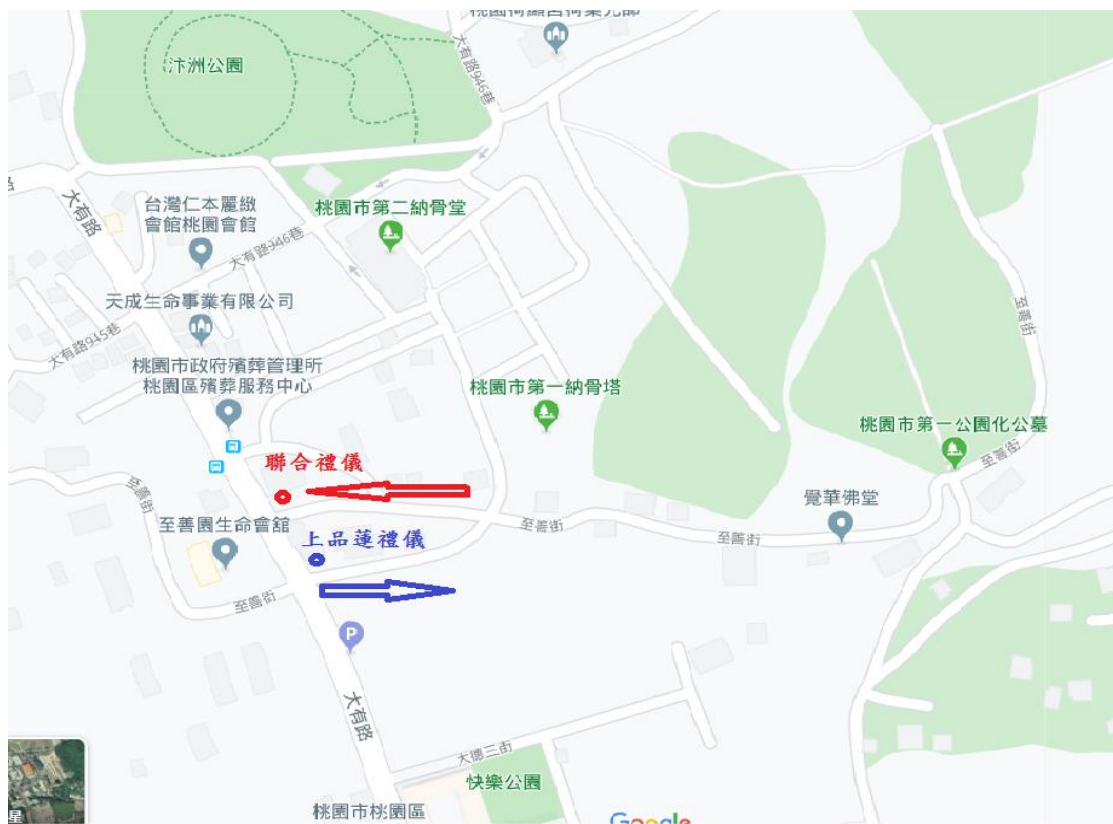 大有路946巷
汴洲公園
大有路
台灣仁本麗緻
會館桃園會館
桃園市第二納骨堂
大有路946巷
天成生命事業有限公司
大有路945巷
桃園市政府殯葬管理所
桃園區殯葬服務中心
桃園市第一納骨塔
至善街
桃園市第一公園化公墓
至善街
聯合禮儀
至善街
覺華佛堂
至善園生命會舘
上品蓮禮儀
至善街
至善街
至善街
P
大有路
大德三街
快樂公園
桃園市桃園區
星